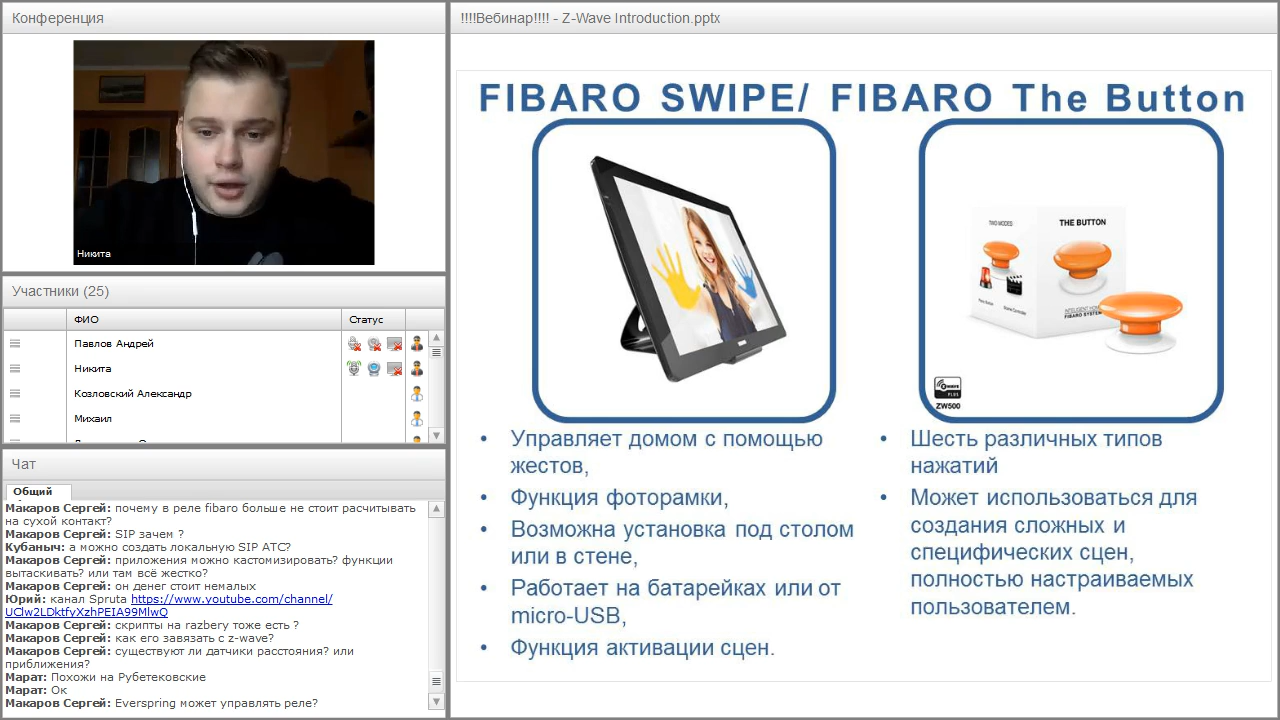 Конференция
Никита
Участники (25)
ФИО
Статус
Павлов Андрей
Никита
Козловский Александр
Михаил
Чат
Общий
Макаров Сергей: почему в реле fibaro больше не стоит расчитывать
на сухой контакт?
Макаров Сергей: SIP зачем ?
Кубаныч: а можно создать локальную SIP АТС?
Макаров Сергей: приложения можно кастомизировать? функции
вытаскивать? или там всё жестко?
Макаров Сергей: он денег стоит немалых
Юрий: канал Spruta https://www.youtube.com/channel/
UClw2LDktfyXzhPEIA99MlwQ
Макаров Сергей: скрипты на razbery тоже есть ?
Макаров Сергей: как его завязать с z-wave?
Макаров Сергей: существуют ли датчики расстояния? или
приближения?
Марат: Похожи на Рубетековские
Марат: Ок
Макаров Сергей: Everspring может управлять реле?
!!!!Вебинар!!!! - Z-Wave Introduction.pptx
FIBARO SWIPE/ FIBARO The Button
TWO MODES
THE BUTTON
FIBARO SYSTEM
WAVE
PLUS
ZW500
• Управляет домом с помощью
жестов,
• Функция фоторамки,
• Возможна установка под столом
или в стене,
• Работает на батарейках или от
micro-USB,
• Функция активации сцен.
• Шесть различных типов
нажатий
• Может использоваться для
создания сложных и
специфических сцен,
полностью настраиваемых
пользователем.